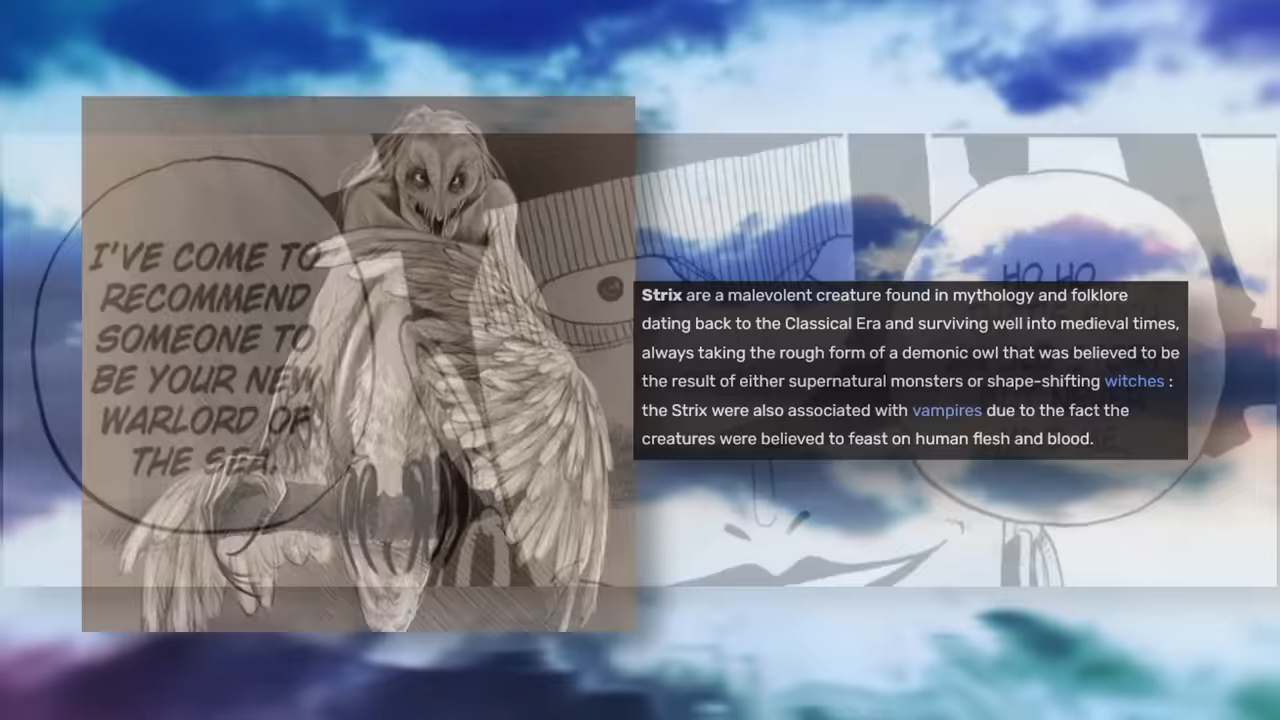 I'VE COME TO
RECOMMEND
SOMEONE TO
BE YOUR NEW
WARLORD OF
THE SEA.
HO HO
Strix are a malevolent creature found in mythology and folklore
dating back to the Classical Era and surviving well into medieval times,
always taking the rough form of a demonic owl that was believed to be
the result of either supernatural monsters or shape-shifting witches :
the Strix were also associated with vampires due to the fact the
creatures were believed to feast on human flesh and blood.